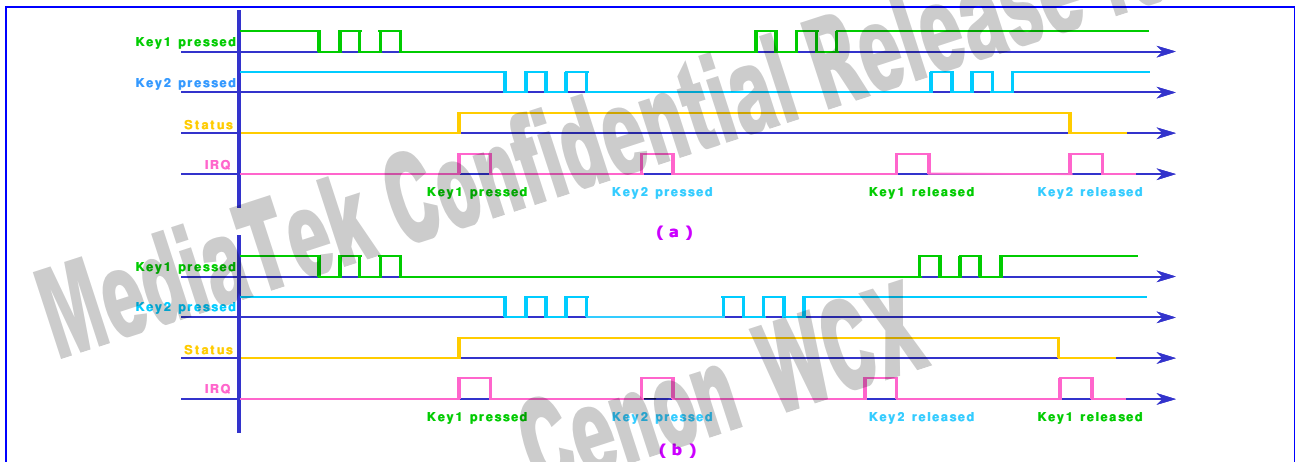 Key1 pressed
Key2 pressed
Status
IRQ
Key1 pressed Key2 pressed Key1 released Key2 released
( a )
Key1 pressed
Key2 pressed
Status
IRQ
Key1 pressed Key2 pressed Key2 released Key1 released
( b )
MediaTek Confidential Release
Cenon WCX